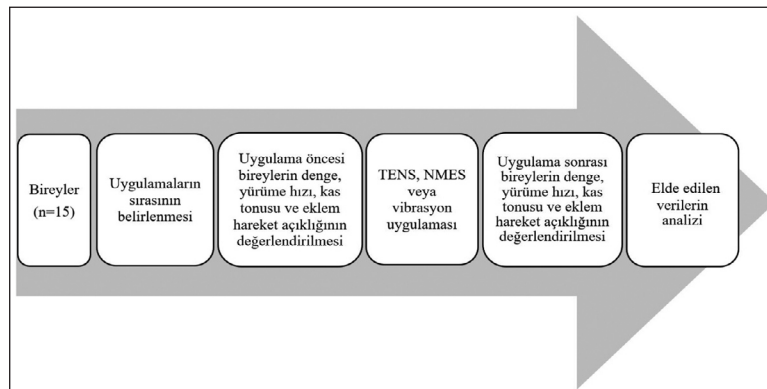 Bireyler
(n=15)
Uygulamaların
sırasının
belirlenmesi
Uygulama öncesi
bireylerin denge,
yürüme hızı, kas
tonusu ve eklem
hareket açıklığının
değerlendirilmesi
TENS, NMES
veya
vibrasyon
uygulaması
Uygulama sonrası
bireylerin denge,
yürüme hızı, kas
tonusu ve eklem
hareket açıklığının
değerlendirilmesi
Elde edilen
verilerin
analizi